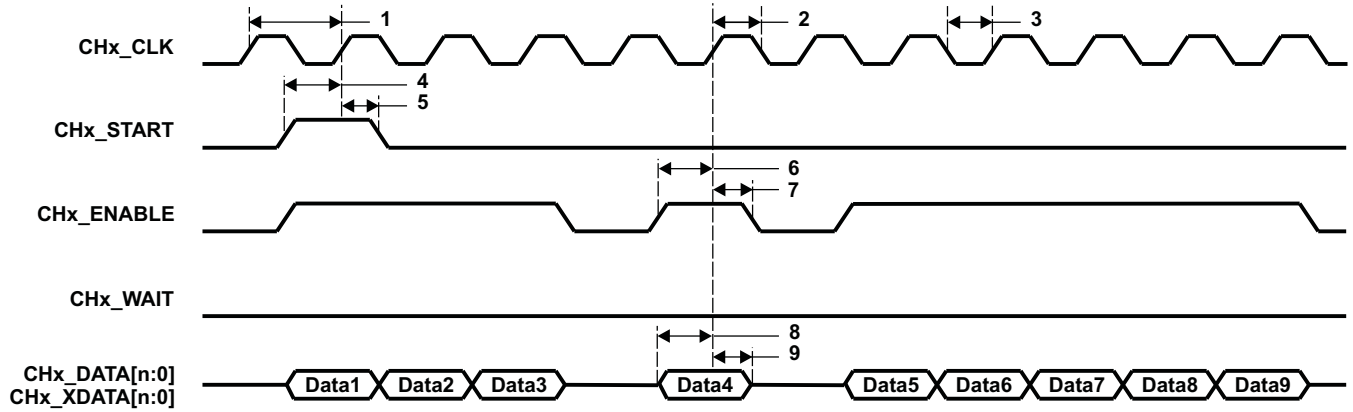 1 2 3
CHx_CLK
4
5
CHx_START
6
7
CHx_ENABLE
CHx_WAIT
8
9
CHx_DATA[n:0]
CHx_XDATA[n:0]
Data1 Data2 Data3 Data4 Data5 Data6 Data7 Data8 Data9